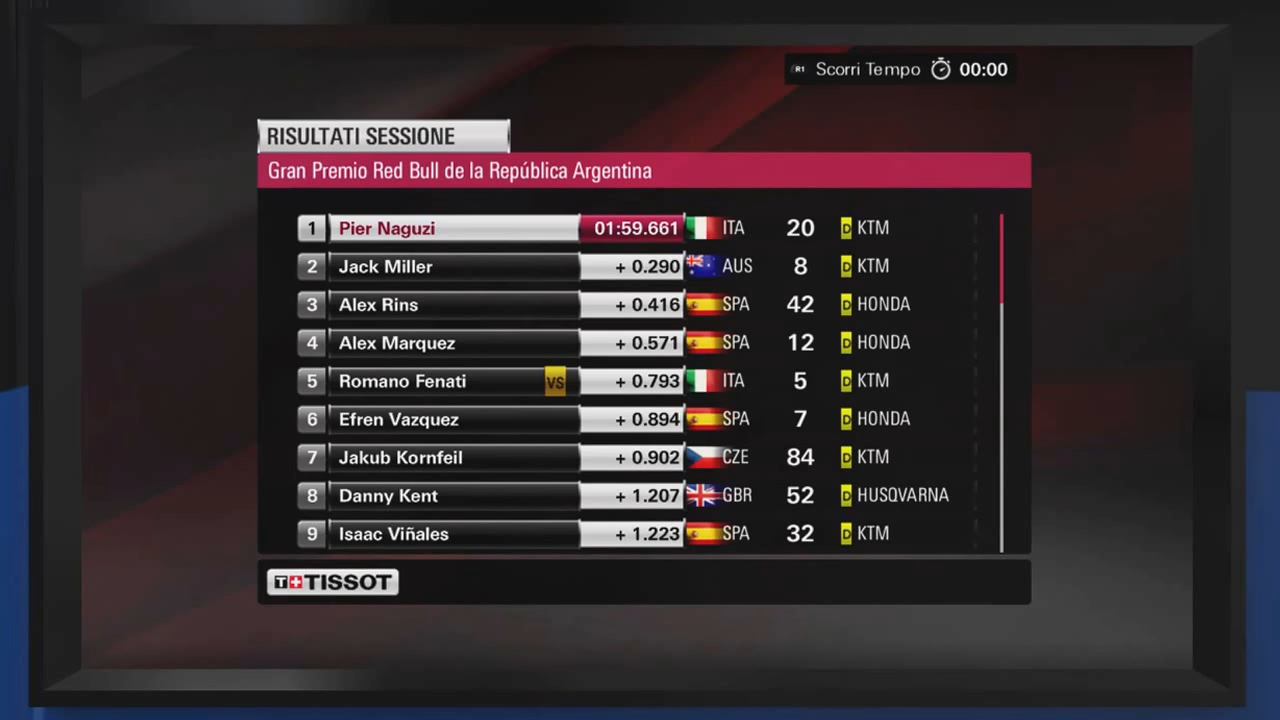 R1 Scorri Tempo 00:00
RISULTATI SESSIONE
Gran Premio Red Bull de la República Argentina
1 Pier Naguzi 01:59.661 ITA 20 D KTM
2 Jack Miller + 0.290 AUS 8 D KTM
3 Alex Rins + 0.416 SPA 42 D HONDA
4 Alex Marquez + 0.571 SPA 12 D HONDA
5 Romano Fenati VS + 0.793 ITA 5 D KTM
6 Efren Vazquez + 0.894 SPA 7 D HONDA
7 Jakub Kornfeil + 0.902 CZE 84 D KTM
8 Danny Kent + 1.207 GBR 52 D HUSQVARNA
9 Isaac Viñales + 1.223 SPA 32 D KTM
T+ TISSOT